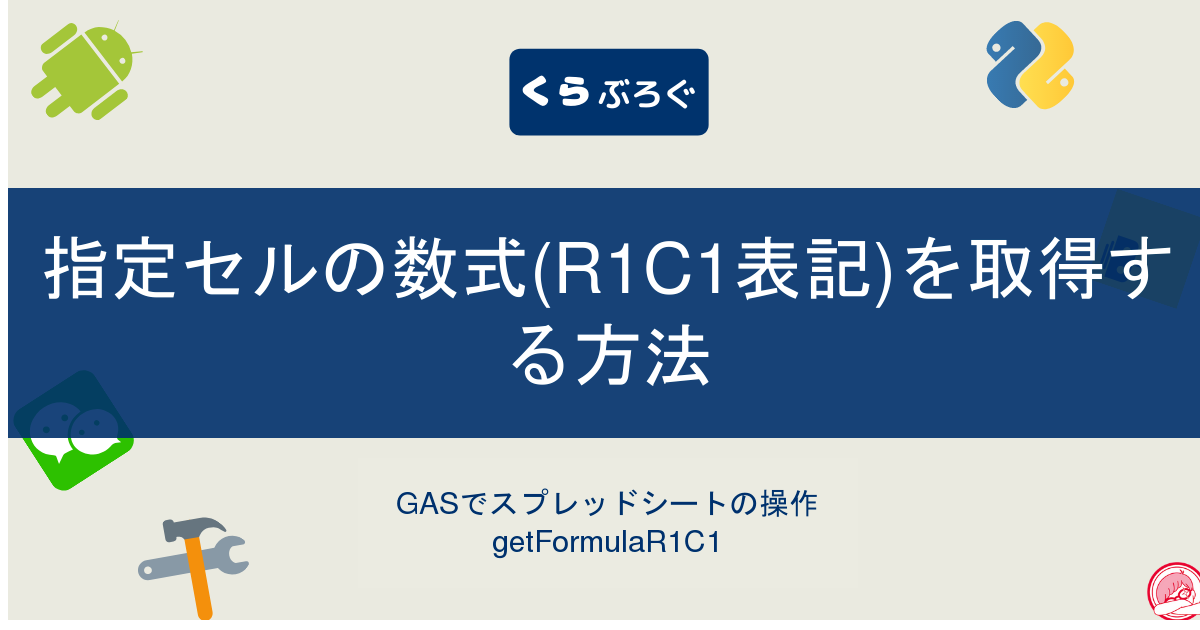 くらぶろぐ
指定セルの数式(R1C1表記)を取得す
る方法
GASでスプレッドシートの操作
getFormulaR1C1